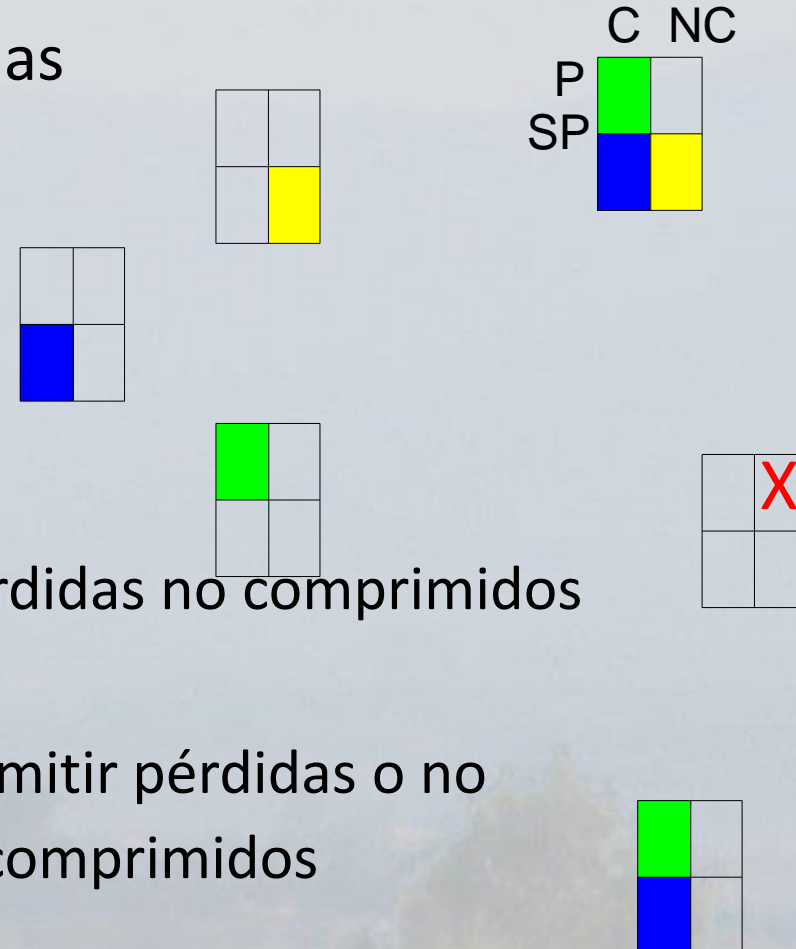 C NC
as
P
SP
X
rdidas no comprimidos
mitir pérdidas o no
comprimidos